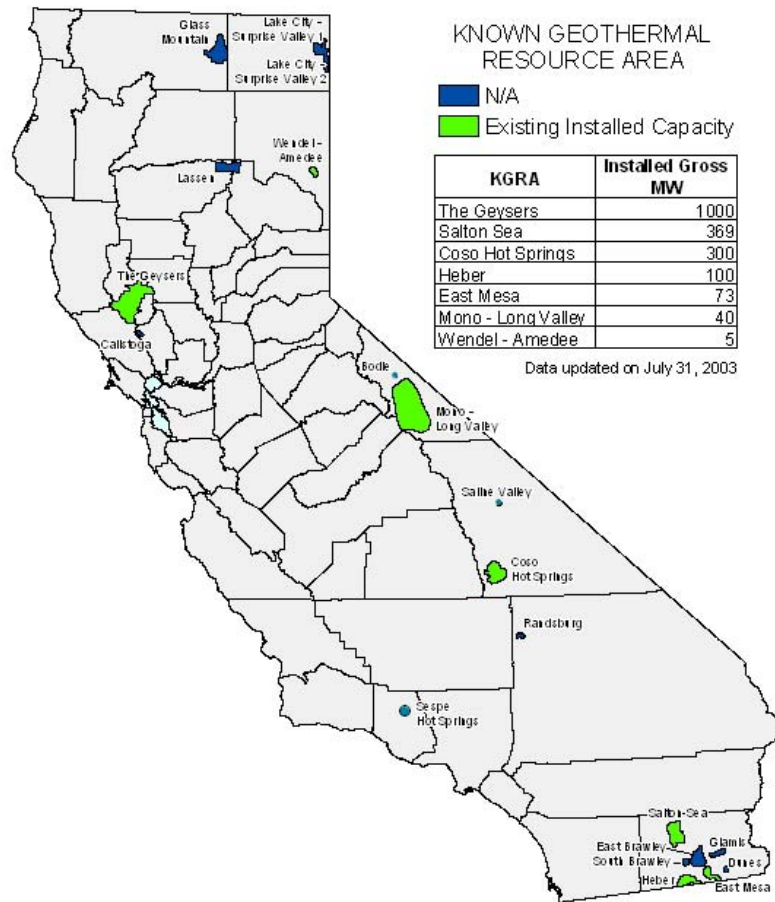 KNOWN GEOTHERMAL
RESOURCE AREA
N/A
Existing Installed Capacity
KGRA
Installed Gross
MW
The Geysers 1000
Salton Sea 369
Coso Hot Springs 300
Heber 100
East Mesa 73
Mono - Long Valley 40
Wendel - Amedee 5
Data updated on July 31, 2003
Glass
Mountain
Lake City -
Surprise Valley 1
Lake City -
Surprise Valley 2
Wendel -
Amedee
Lassen
The Geysers
Calistoga
Bodie
Mono -
Long Valley
Saline Valley
Coso
Hot Springs
Randsburg
Sespe
Hot Springs
Salton-Sea
East Brawley
Glamis
South Brawley
Dunes
Heber
East Mesa